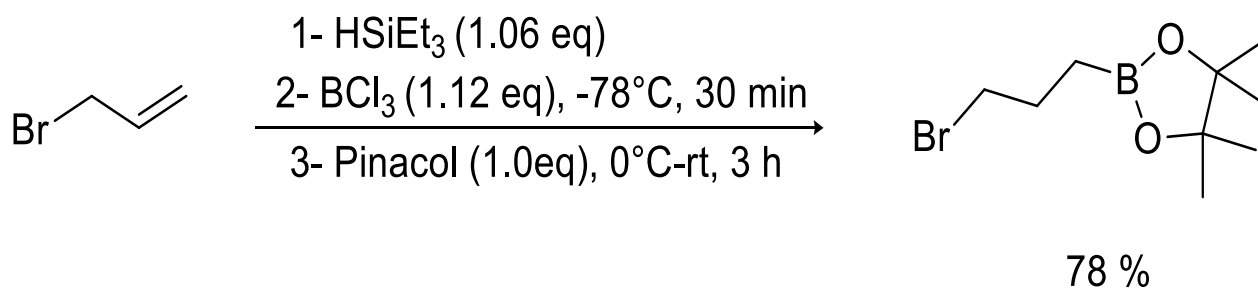 1- HSiEt₃ (1.06 eq)
2- BCl₃ (1.12 eq), -78°C, 30 min
3- Pinacol (1.0eq), 0°C-rt, 3 h
Br
Br
B
O
O
78 %